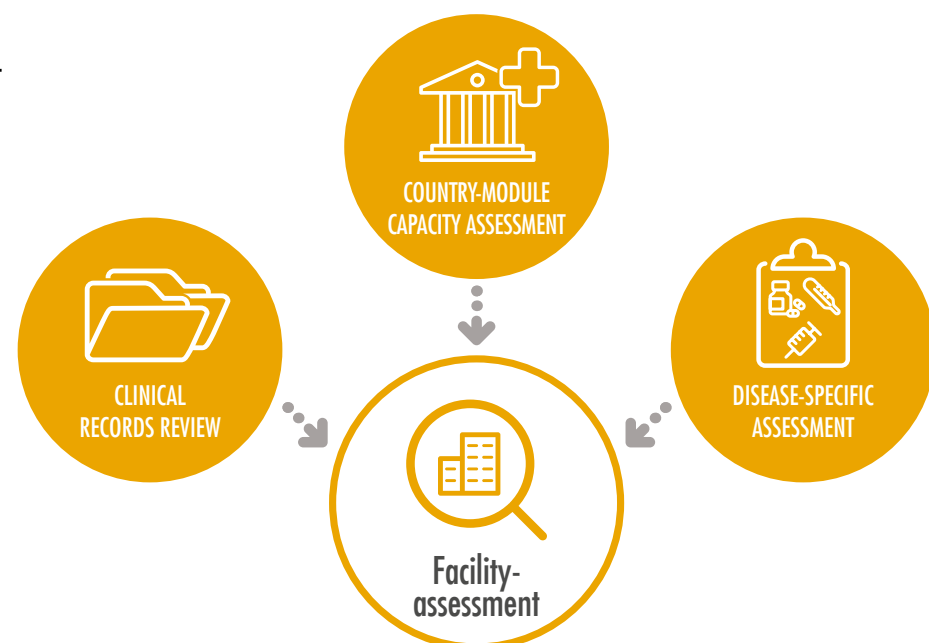 COUNTRY-MODULE
CAPACITY ASSESSMENT
CLINICAL
RECORDS REVIEW
DISEASE-SPECIFIC
ASSESSMENT
Facility-
assessment